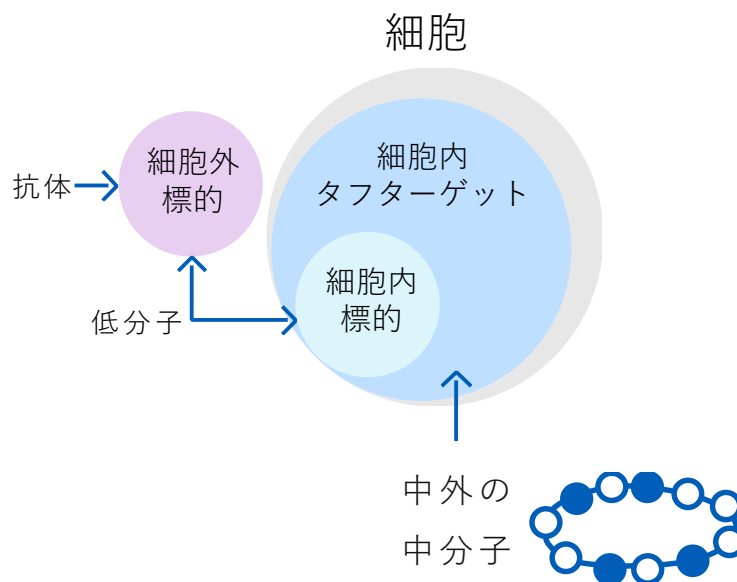 細胞
細胞外
標的
抗体
細胞内
タフターゲット
細胞内
標的
低分子
中外の
中分子